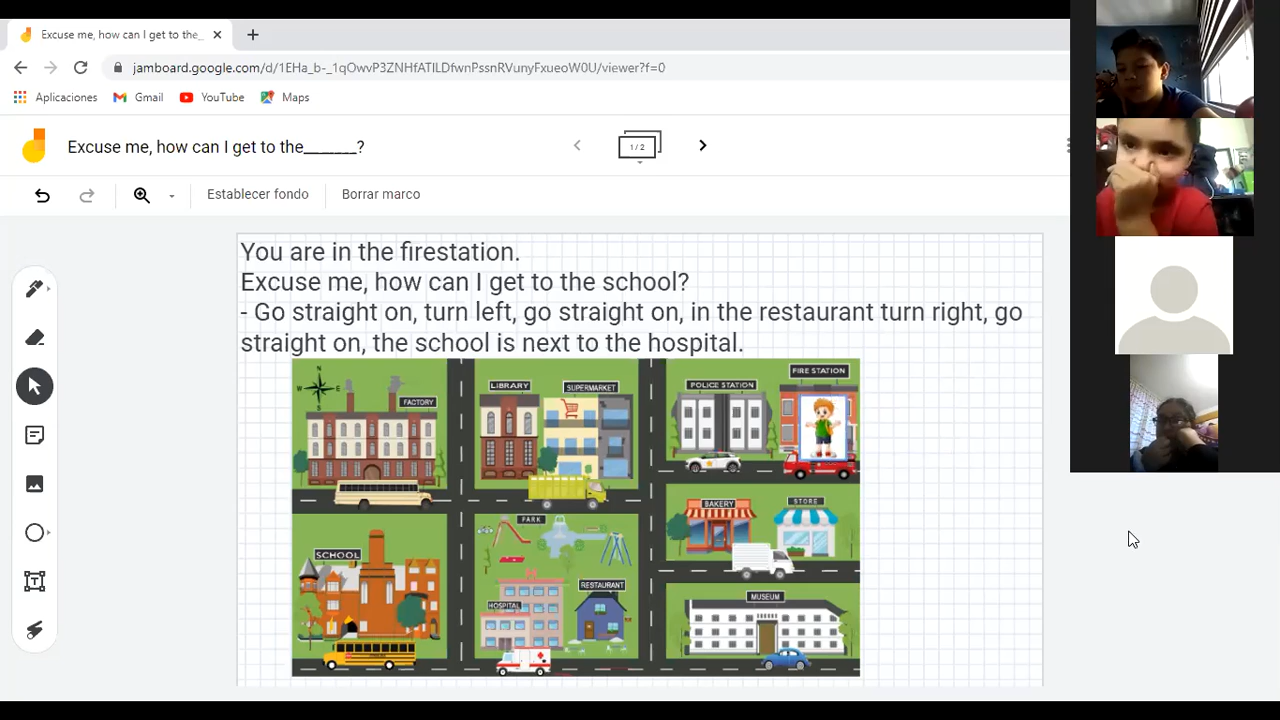 Excuse me, how can I get to the_
jamboard.google.com/d/1EHa_b-_1qOwvP3ZNHfATILDfwnPssnRVunyFxueoW0U/viewer?f=0
Aplicaciones Gmail YouTube Maps
Excuse me, how can I get to the_______?
1 / 2
Establecer fondo Borrar marco
You are in the firestation.
Excuse me, how can I get to the school?
- Go straight on, turn left, go straight on, in the restaurant turn right, go
straight on, the school is next to the hospital.
N
W E
S
FACTORY
LIBRARY
SUPERMARKET
POLICE STATION
FIRE STATION
BAKERY
STORE
PARK
SCHOOL
HOSPITAL
RESTAURANT
MUSEUM